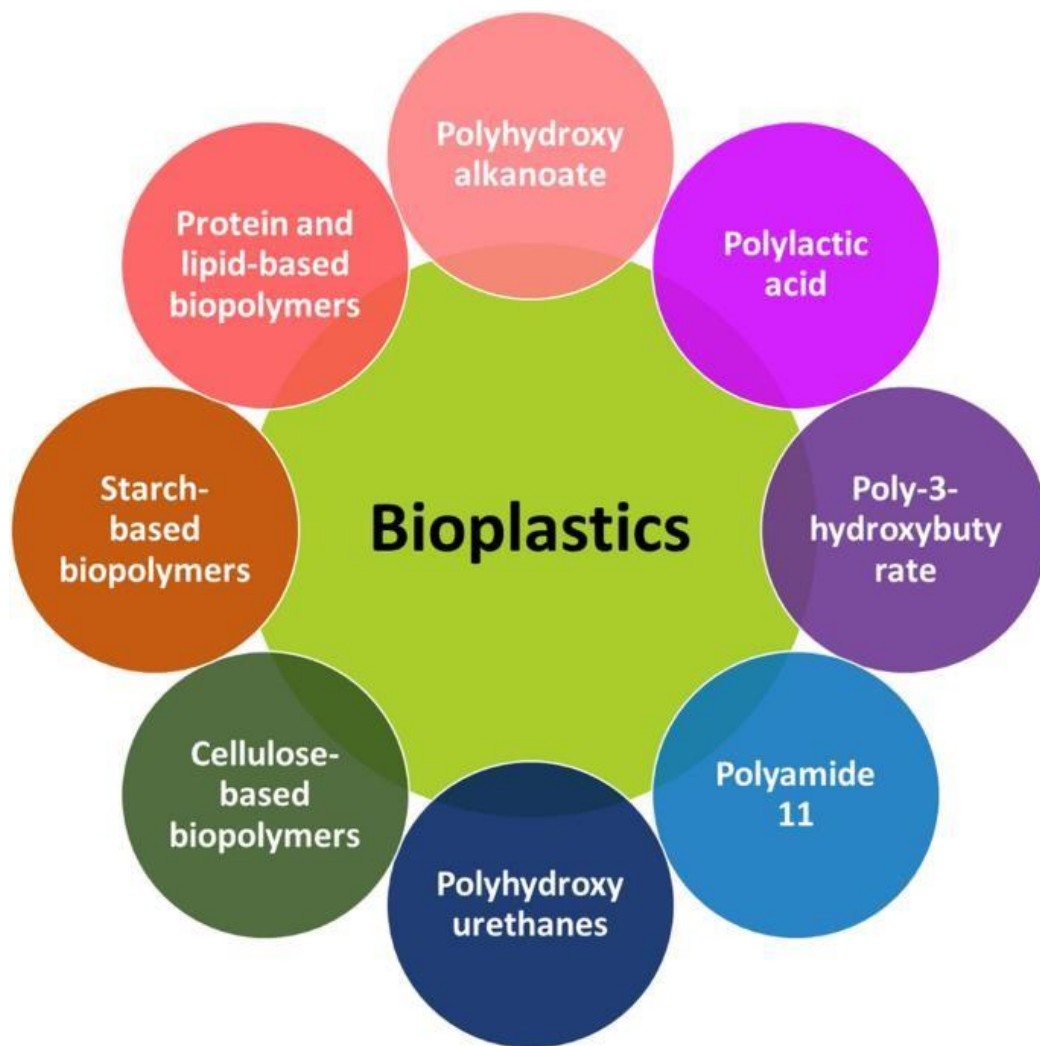 Polyhydroxy
alkanoate
Polylactic
acid
Poly-3-
hydroxybuty
rate
Polyamide
11
Polyhydroxy
urethanes
Cellulose-
based
biopolymers
Starch-
based
biopolymers
Protein and
lipid-based
biopolymers
Bioplastics